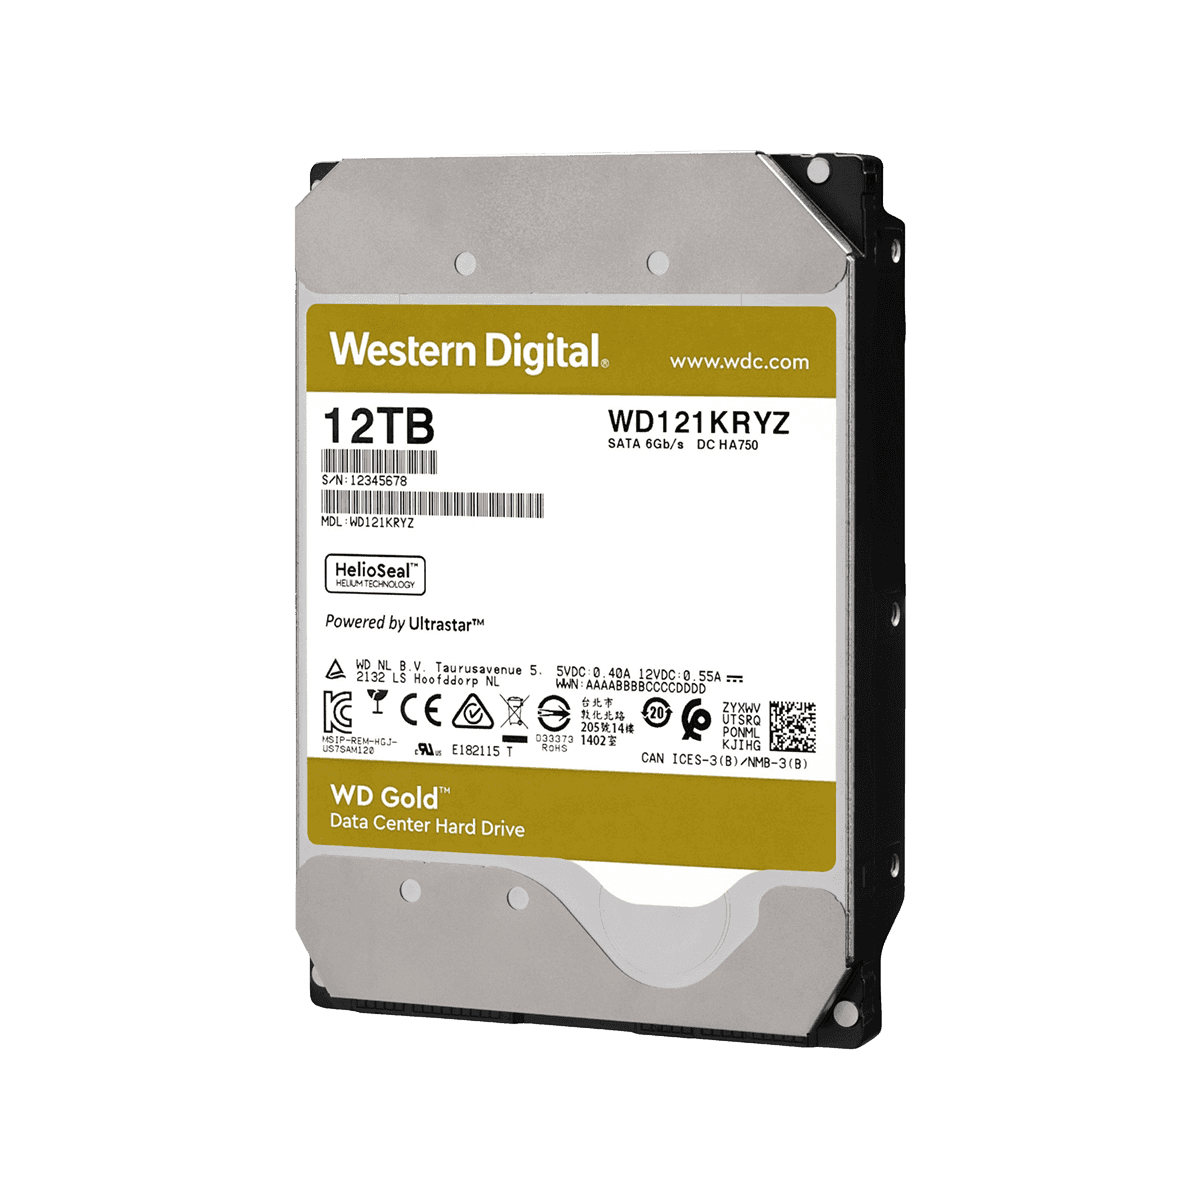 Western Digital®
www.wdc.com
12TB
WD121KRYZ
SATA 6Gb/s DC HA750
S/N:12345678
MDL:WD121KRYZ
HelioSeal™
HELIUM TECHNOLOGY
Powered by Ultrastar™
WD NL B.V. Taurusavenue 5.
2132 LS Hoofddorp NL
5VDC:0.40A 12VDC:0.55A
WWN:AAAABBBBCCCCDDDD
MSIP-REM-HGJ-
US7SAM120
CE
E182115 T
D33373
RoHS
台北市
敦化北路
205號14樓
1402室
20
ZYXWV
UTSRQ
PONML
KJIHG
CAN ICES-3(B)/NMB-3(B)
WD Gold™
Data Center Hard Drive